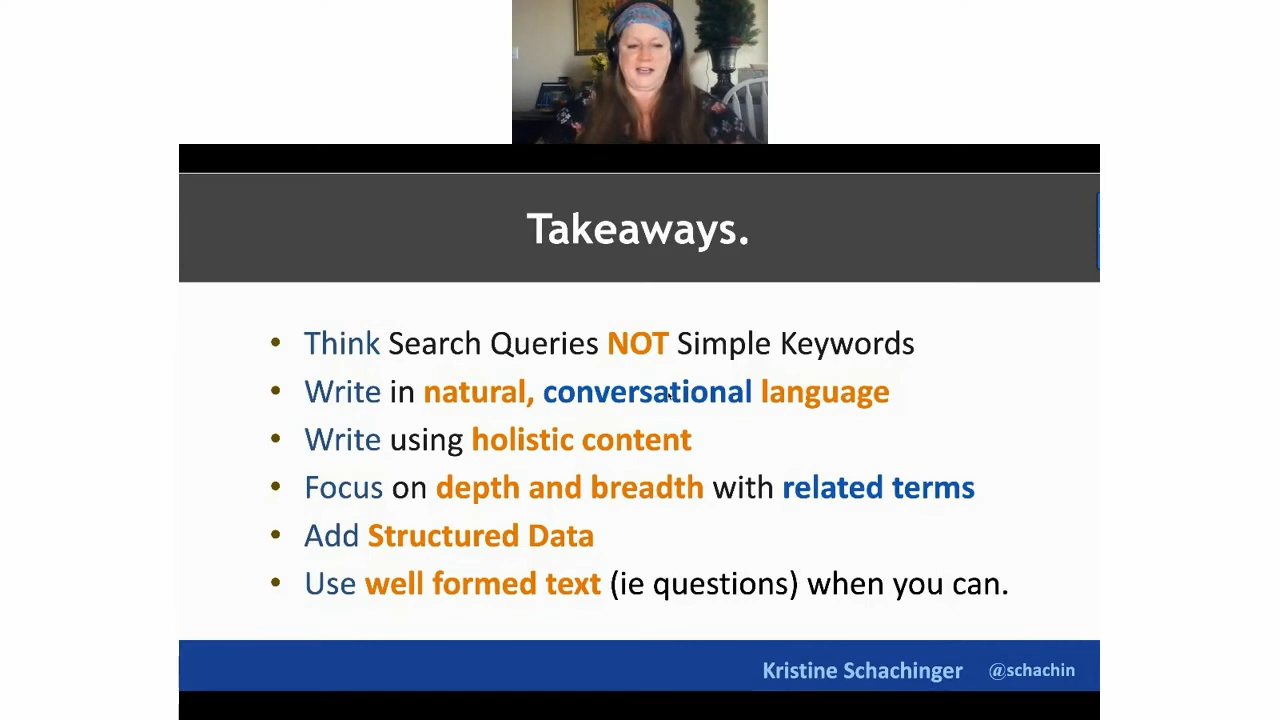 Takeaways.
• Think Search Queries NOT Simple Keywords
• Write in natural, conversational language
• Write using holistic content
• Focus on depth and breadth with related terms
• Add Structured Data
• Use well formed text (ie questions) when you can.
Kristine Schachinger @schachin